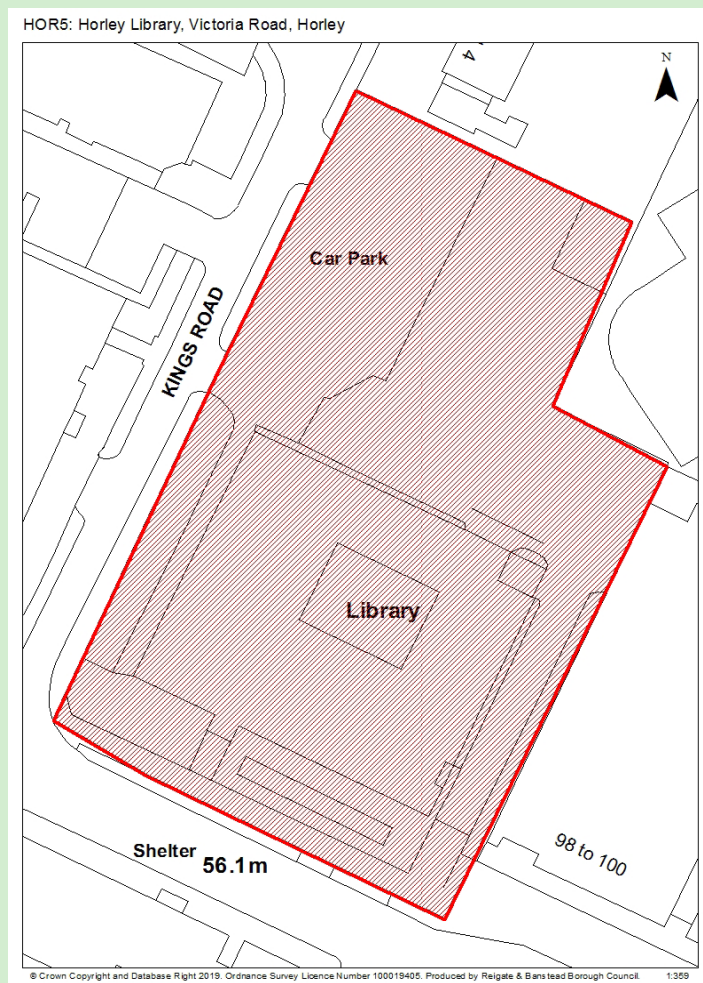 HOR5: Horley Library, Victoria Road, Horley
4
N
Car Park
KINGS ROAD
Library
98 to 100
Shelter
56.1m
© Crown Copyright and Database Right 2019. Ordnance Survey Licence Number 100019405. Produced by Reigate & Banstead Borough Council. 1:359